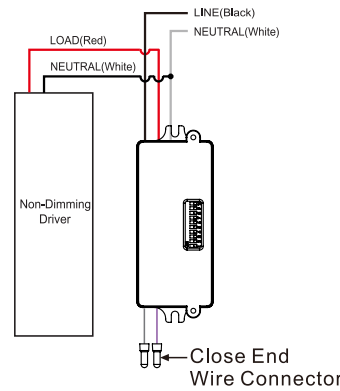 LINE(Black)
NEUTRAL(White)
LOAD(Red)
NEUTRAL(White)
Non-Dimming
Driver
Close End
Wire Connector